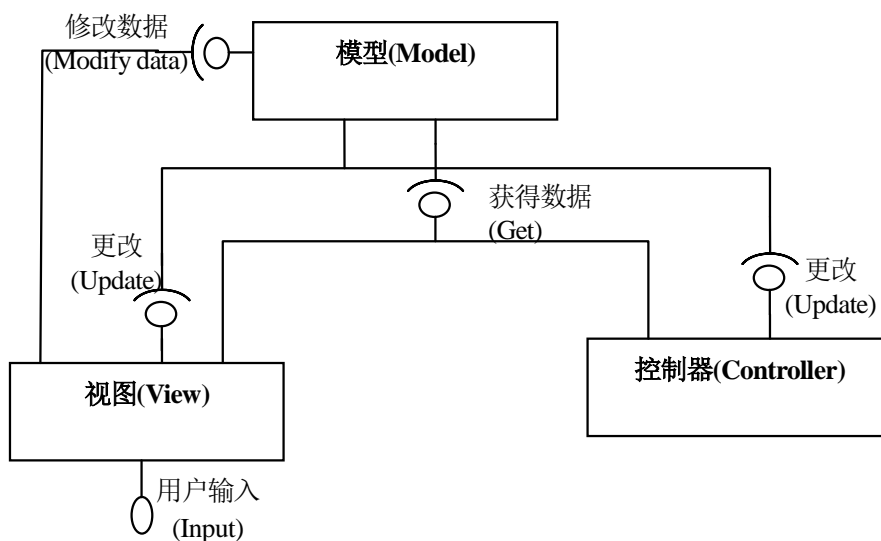 修改数据
(Modify data)
模型(Model)
获得数据
(Get)
更改
(Update)
更改
(Update)
视图(View)
控制器(Controller)
用户输入
(Input)